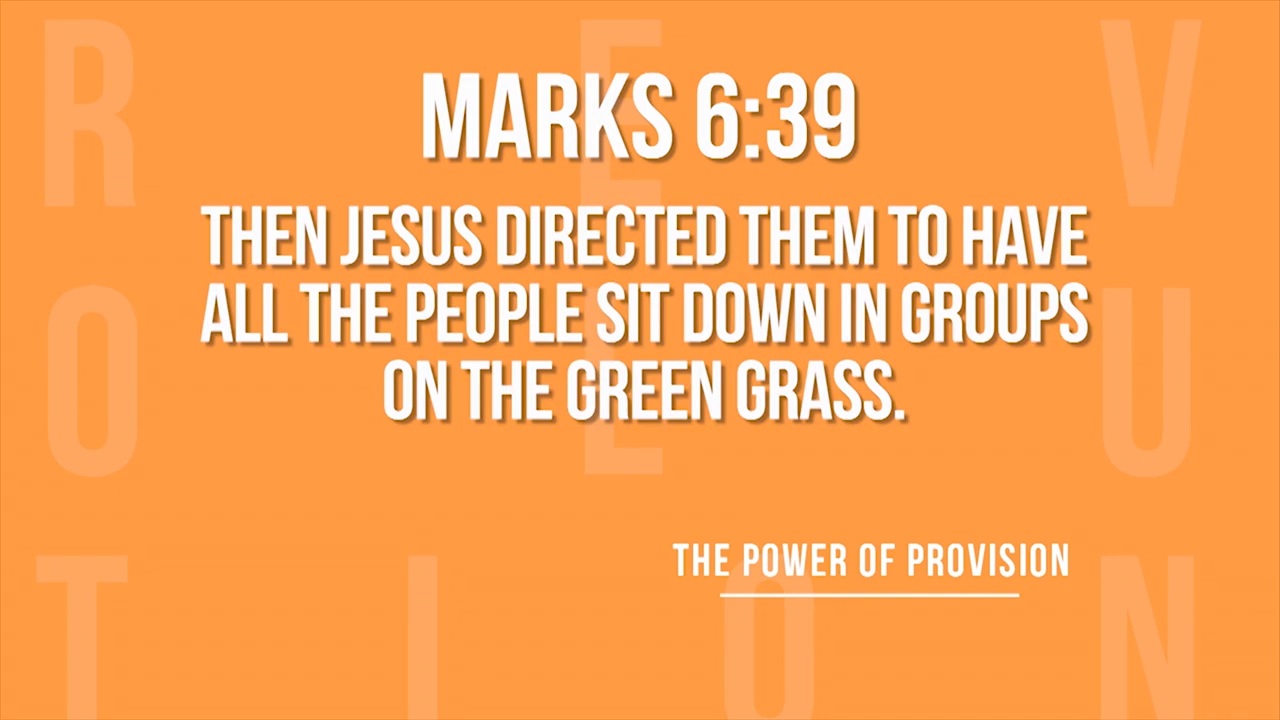 R E V
MARKS 6:39
THEN JESUS DIRECTED THEM TO HAVE
ALL THE PEOPLE SIT DOWN IN GROUPS
ON THE GREEN GRASS.
O L U
THE POWER OF PROVISION
T I O N